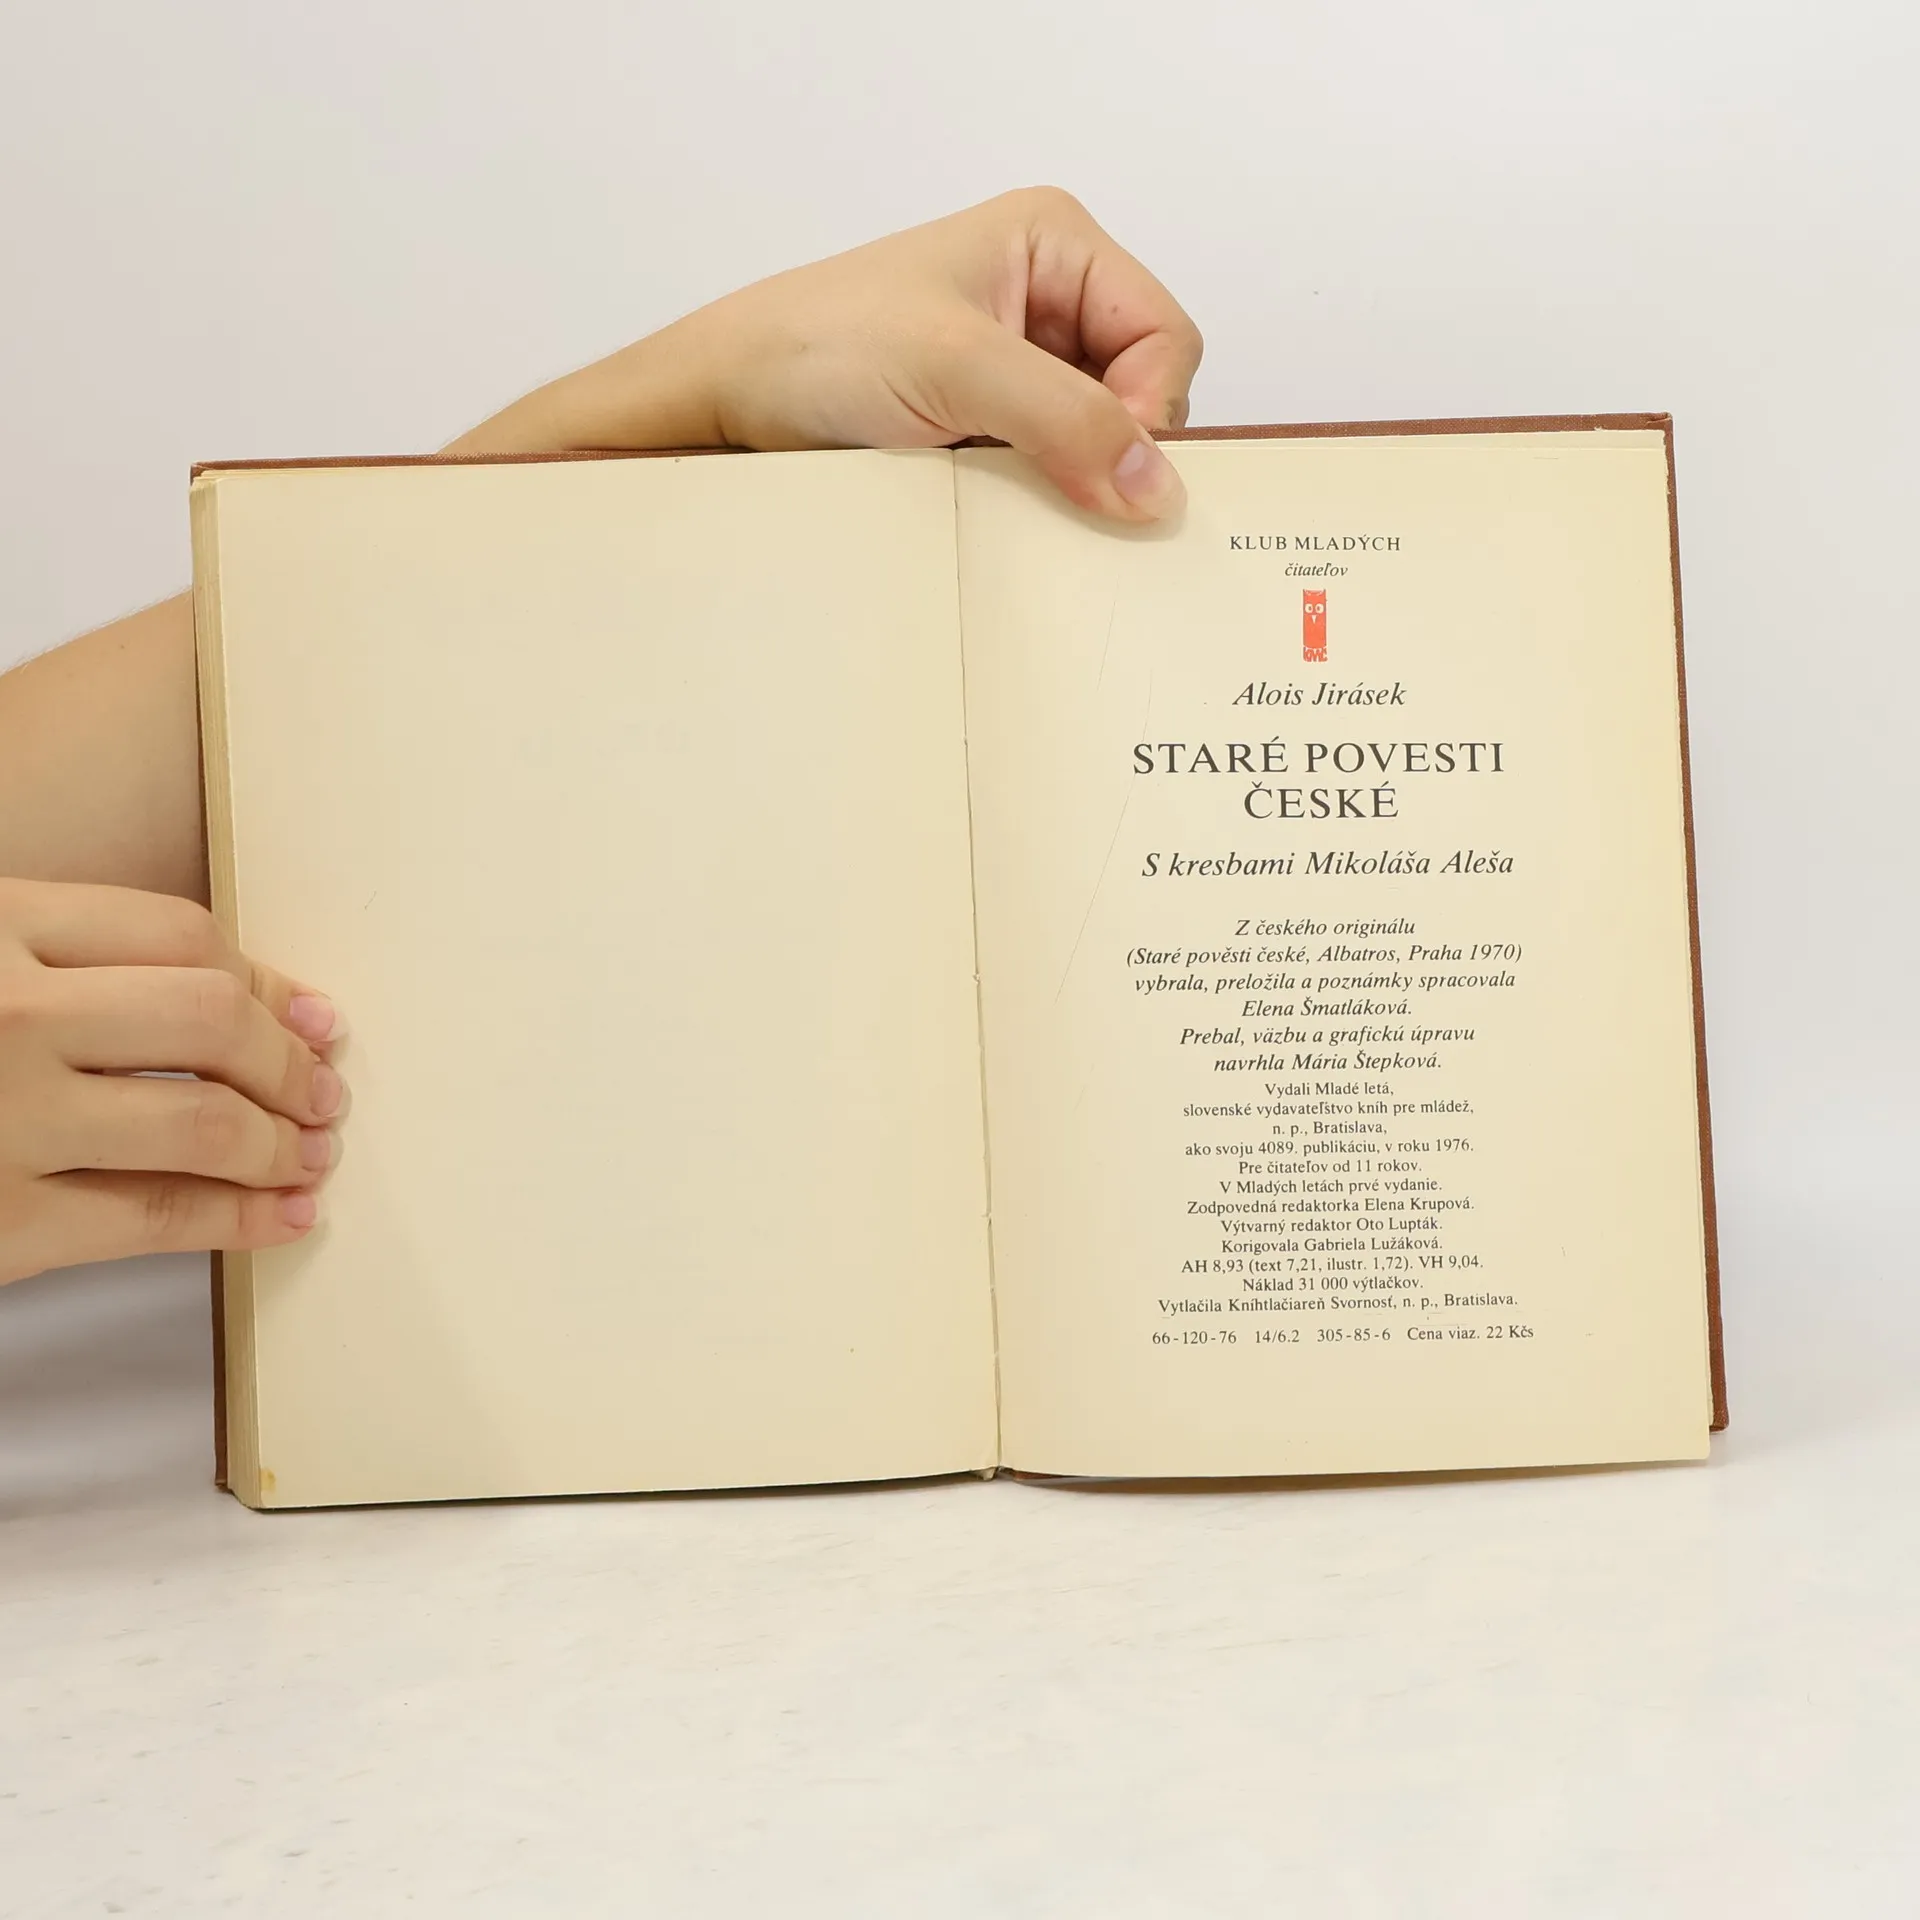 KLUB MLADÝCH
čitateľov
KMČ
Alois Jirásek
STARÉ POVESTI
ČESKÉ
S kresbami Mikoláša Aleša
Z českého originálu
(Staré pověsti české, Albatros, Praha 1970)
vybrala, preložila a poznámky spracovala
Elena Šmatláková.
Prebal, väzbu a grafickú úpravu
navrhla Mária Štepková.
Vydali Mladé letá,
slovenské vydavateľstvo kníh pre mládež,
n. p., Bratislava,
ako svoju 4089. publikáciu, v roku 1976.
Pre čitateľov od 11 rokov.
V Mladých letách prvé vydanie.
Zodpovedná redaktorka Elena Krupová.
Výtvarný redaktor Oto Lupták.
Korigovala Gabriela Lužáková.
AH 8,93 (text 7,21, ilustr. 1,72). VH 9,04.
Náklad 31 000 výtlačkov.
Vytlačila Kníhtlačiareň Svornosť, n. p., Bratislava.
66-120-76 14/6.2 305-85-6 Cena viaz. 22 Kčs